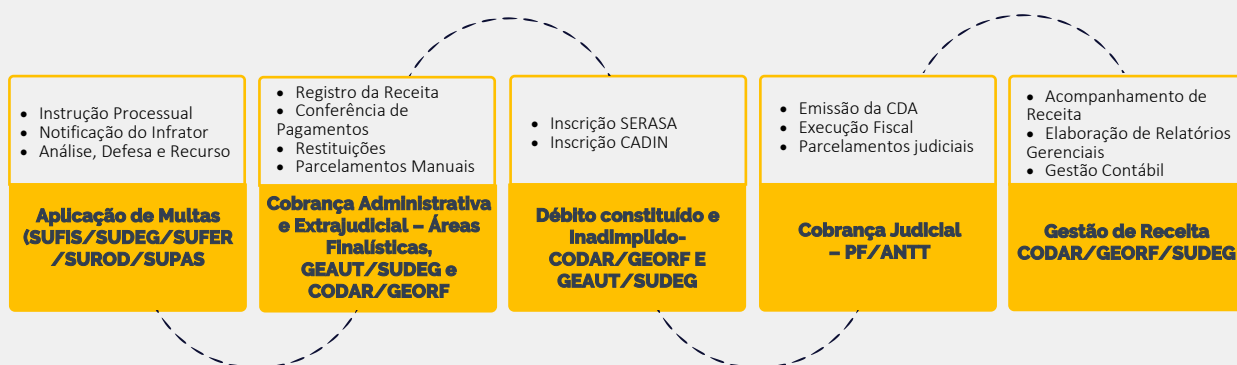 • Instrução Processual
• Notificação do Infrator
• Análise, Defesa e Recurso
Aplicação de Multas
(SUFIS/SUDEG/SUFER
/SUROD/SUPAS
• Registro da Receita
• Conferência de
Pagamentos
• Restituições
• Parcelamentos Manuais
Cobrança Administrativa
e Extrajudicial – Áreas
Finalísticas,
GEAUT/SUDEG e
CODAR/GEORF
• Inscrição SERASA
• Inscrição CADIN
Débito constituído e
Inadimplido-
CODAR/GEORF E
GEAUT/SUDEG
• Emissão da CDA
• Execução Fiscal
• Parcelamentos judiciais
Cobrança Judicial
– PF/ANTT
• Acompanhamento de
Receita
• Elaboração de Relatórios
Gerenciais
• Gestão Contábil
Gestão de Receita
CODAR/GEORF/SUDEG